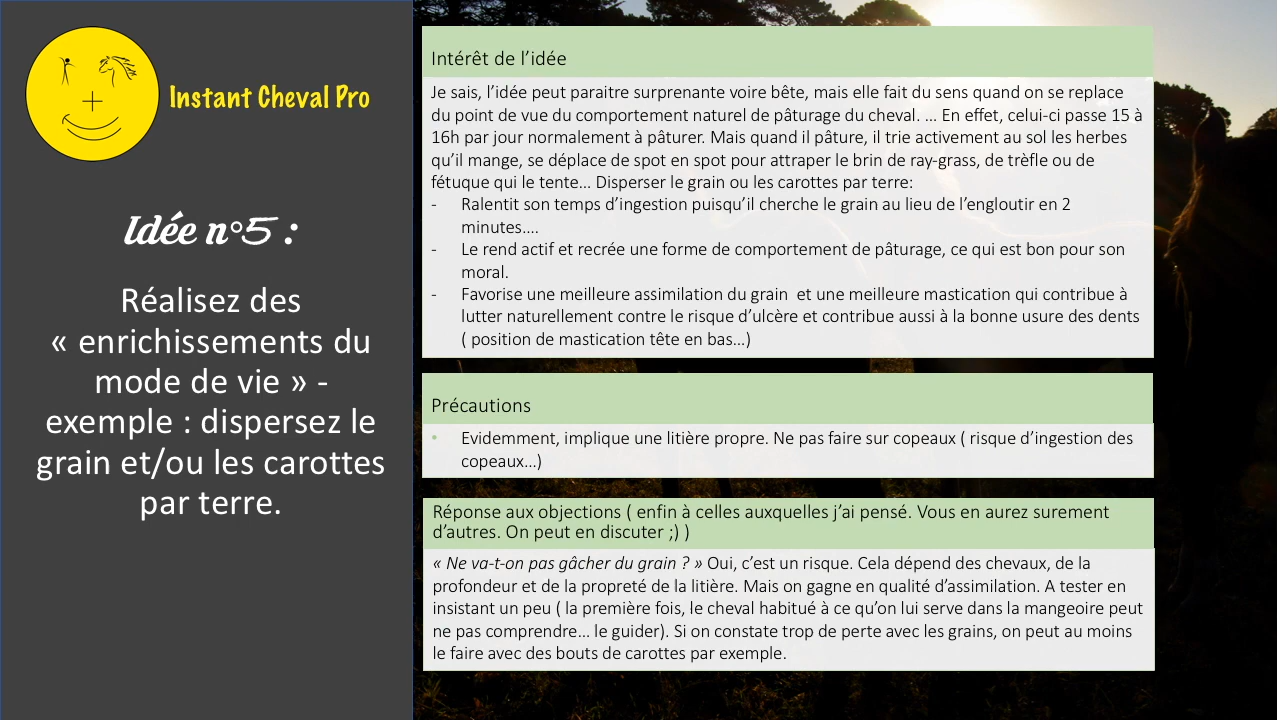 Instant Cheval Pro
Idée n°5 :
Réalisez des
« enrichissements du
mode de vie » -
exemple : dispersez le
grain et/ou les carottes
par terre.
Intérêt de l’idée
Je sais, l’idée peut paraitre surprenante voire bête, mais elle fait du sens quand on se replace
du point de vue du comportement naturel de pâturage du cheval. … En effet, celui-ci passe 15 à
16h par jour normalement à pâturer. Mais quand il pâture, il trie activement au sol les herbes
qu’il mange, se déplace de spot en spot pour attraper le brin de ray-grass, de trèfle ou de
fétuque qui le tente… Disperser le grain ou les carottes par terre:
- Ralentit son temps d’ingestion puisqu’il cherche le grain au lieu de l’engloutir en 2
minutes….
- Le rend actif et recrée une forme de comportement de pâturage, ce qui est bon pour son
moral.
- Favorise une meilleure assimilation du grain  et une meilleure mastication qui contribue à
lutter naturellement contre le risque d’ulcère et contribue aussi à la bonne usure des dents
( position de mastication tête en bas…)
Précautions
• Evidemment, implique une litière propre. Ne pas faire sur copeaux ( risque d’ingestion des
copeaux…)
Réponse aux objections ( enfin à celles auxquelles j’ai pensé. Vous en aurez surement
d’autres. On peut en discuter ;) )
« Ne va-t-on pas gâcher du grain ? » Oui, c’est un risque. Cela dépend des chevaux, de la
profondeur et de la propreté de la litière. Mais on gagne en qualité d’assimilation. A tester en
insistant un peu ( la première fois, le cheval habitué à ce qu’on lui serve dans la mangeoire peut
ne pas comprendre… le guider). Si on constate trop de perte avec les grains, on peut au moins
le faire avec des bouts de carottes par exemple.